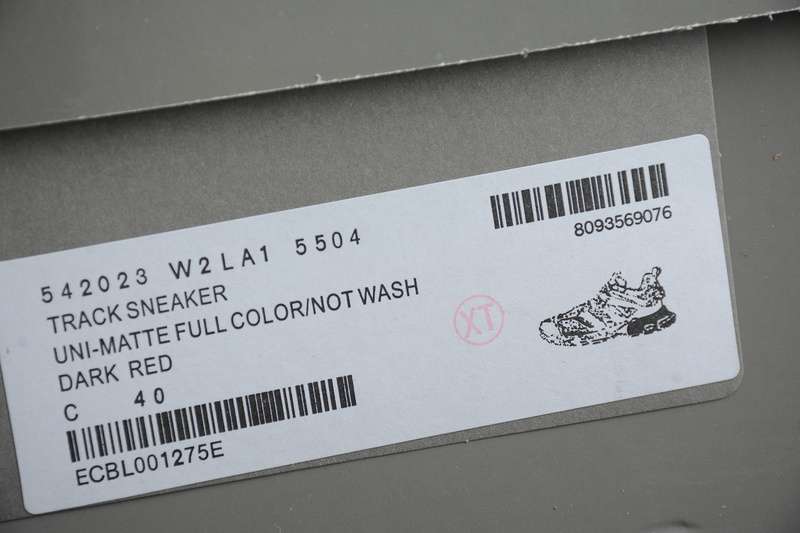 542023 W2LA1 5504
TRACK SNEAKER
UNI-MATTE FULL COLOR/NOT WASH
DARK RED
C 40
ECBL001275E
8093569076
XT